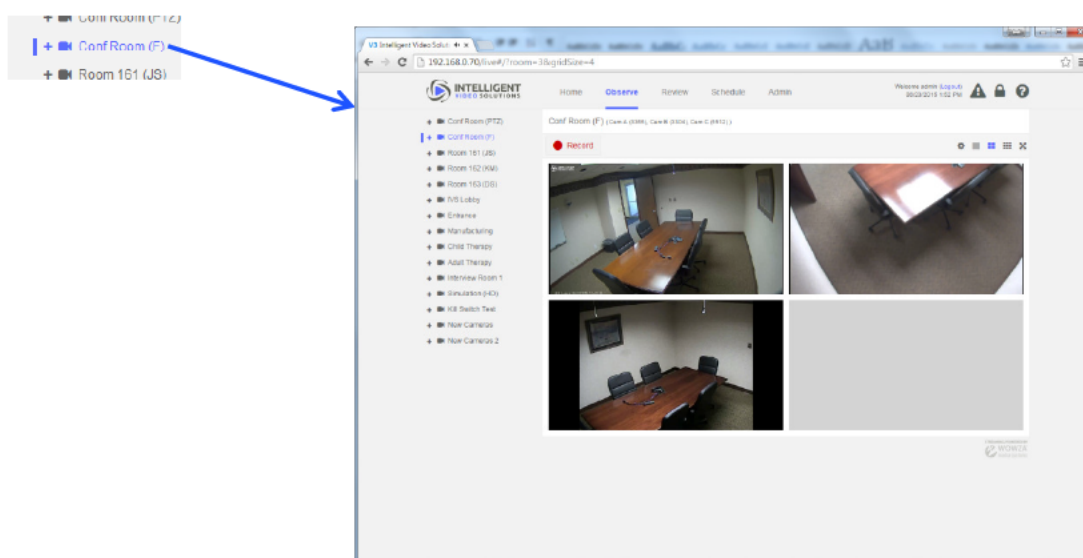 Conf Room (PTZ)
+ Conf Room (F)
+ Room 161 (JS)
V3 Intelligent Video Soluti
192.168.0.70/live#/?room=3&gridSize=4
INTELLIGENT
VIDEO SOLUTIONS
Home Observe Review Schedule Admin
Welcome admin (Logout)
+ Conf Room (PTZ)
+ Conf Room (F)
+ Room 161 (JS)
+ Room 162 (KM)
+ Room 163 (DB)
+ IVS Lobby
+ Entrance
+ Manufacturing
+ Child Therapy
+ Adult Therapy
+ Interview Room 1
+ Simulation (HD)
+ Kill Switch Test
+ New Cameras
+ New Cameras 2
Conf Room (F)
Record
WOWZA